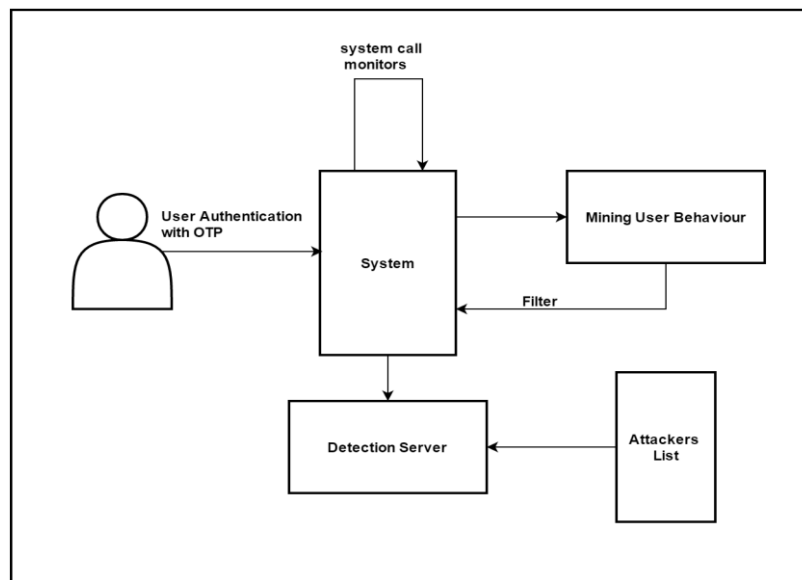 system call
monitors
User Authentication
with OTP
Mining User Behaviour
System
Filter
Detection Server
Attackers
List